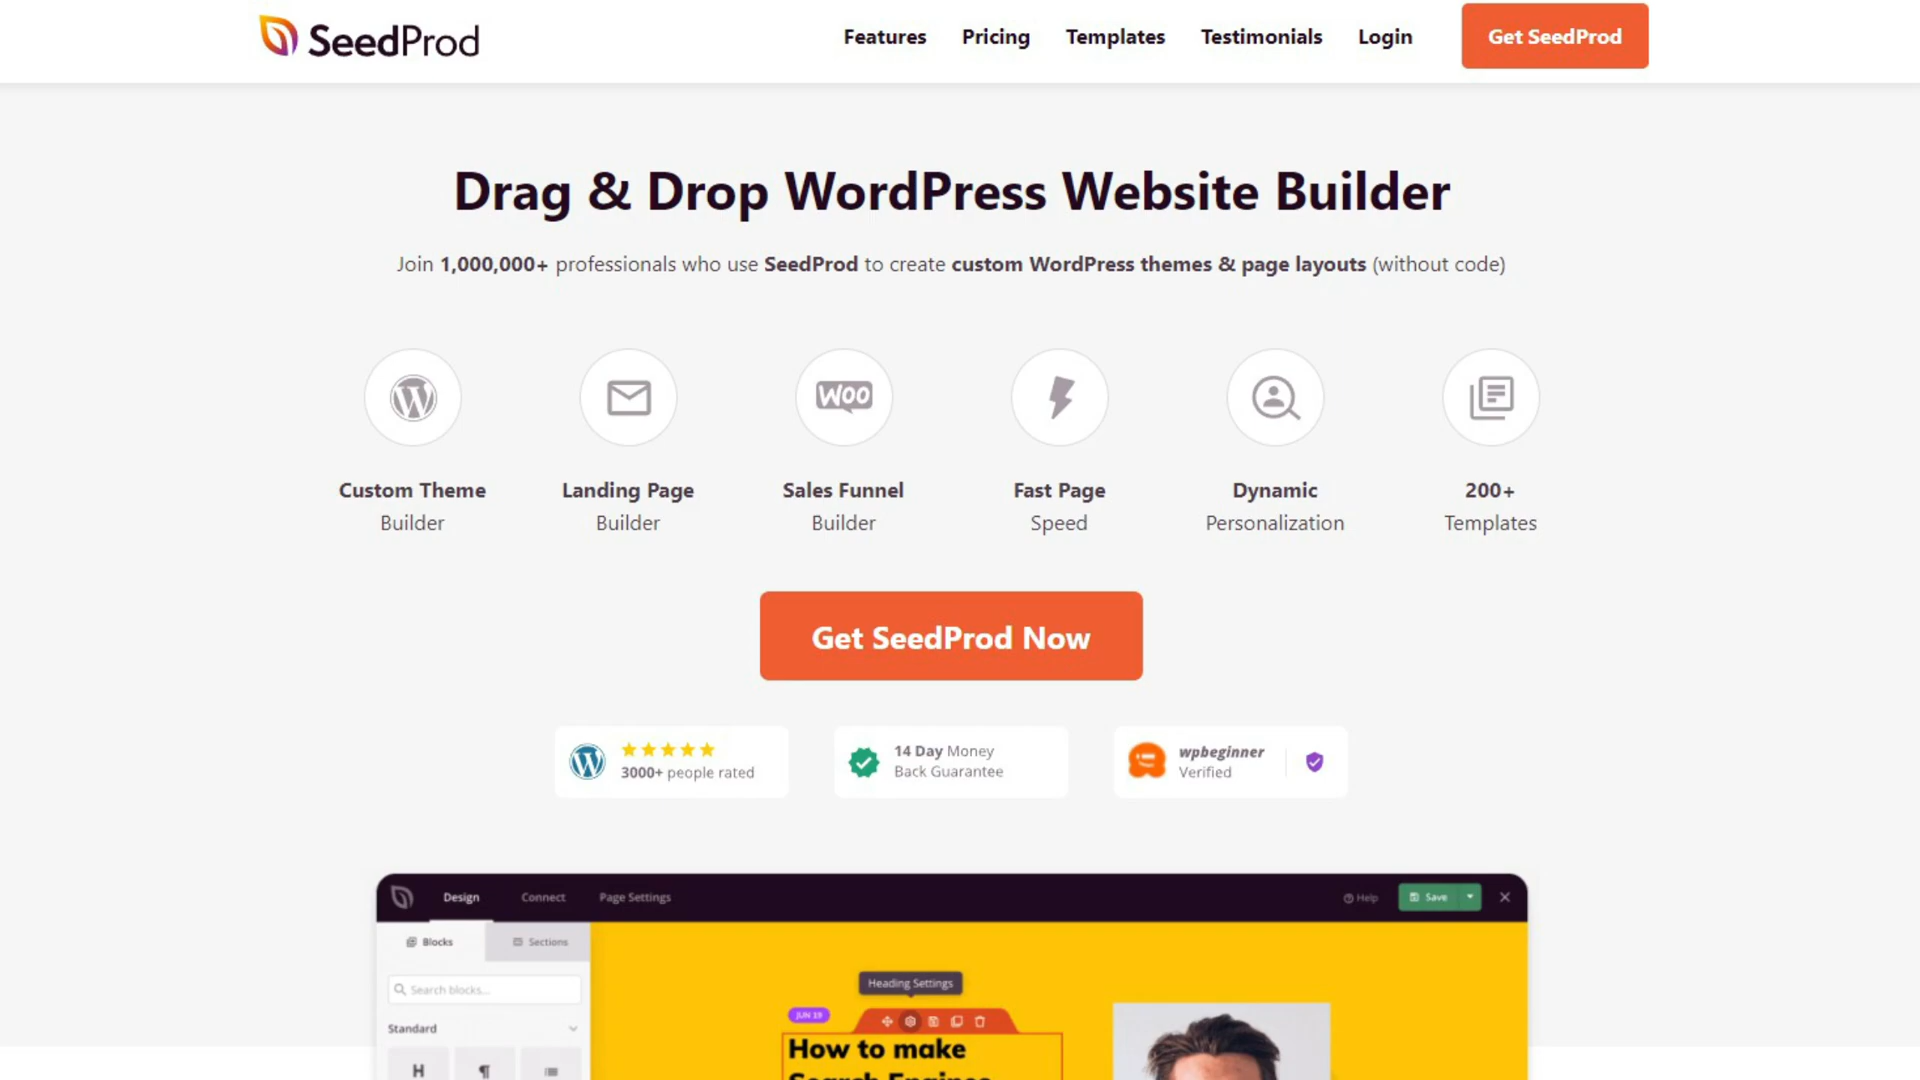 SeedProd
Features Pricing Templates Testimonials Login Get SeedProd
Drag & Drop WordPress Website Builder
Join 1,000,000+ professionals who use SeedProd to create custom WordPress themes & page layouts (without code)
Woo
Custom Theme
Builder
Landing Page
Builder
Sales Funnel
Builder
Fast Page
Speed
Dynamic
Personalization
200+
Templates
Get SeedProd Now
3000+ people rated
14 Day Money
Back Guarantee
wpbeginner
Verified
Design Connect Page Settings Help Save
Blocks Sections
Search blocks...
Standard
H
Heading Settings
JUN 19
How to make
Search Engines